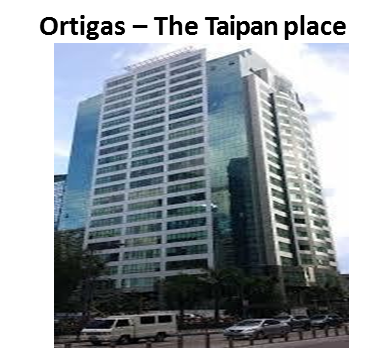 Ortigas – The Taipan place